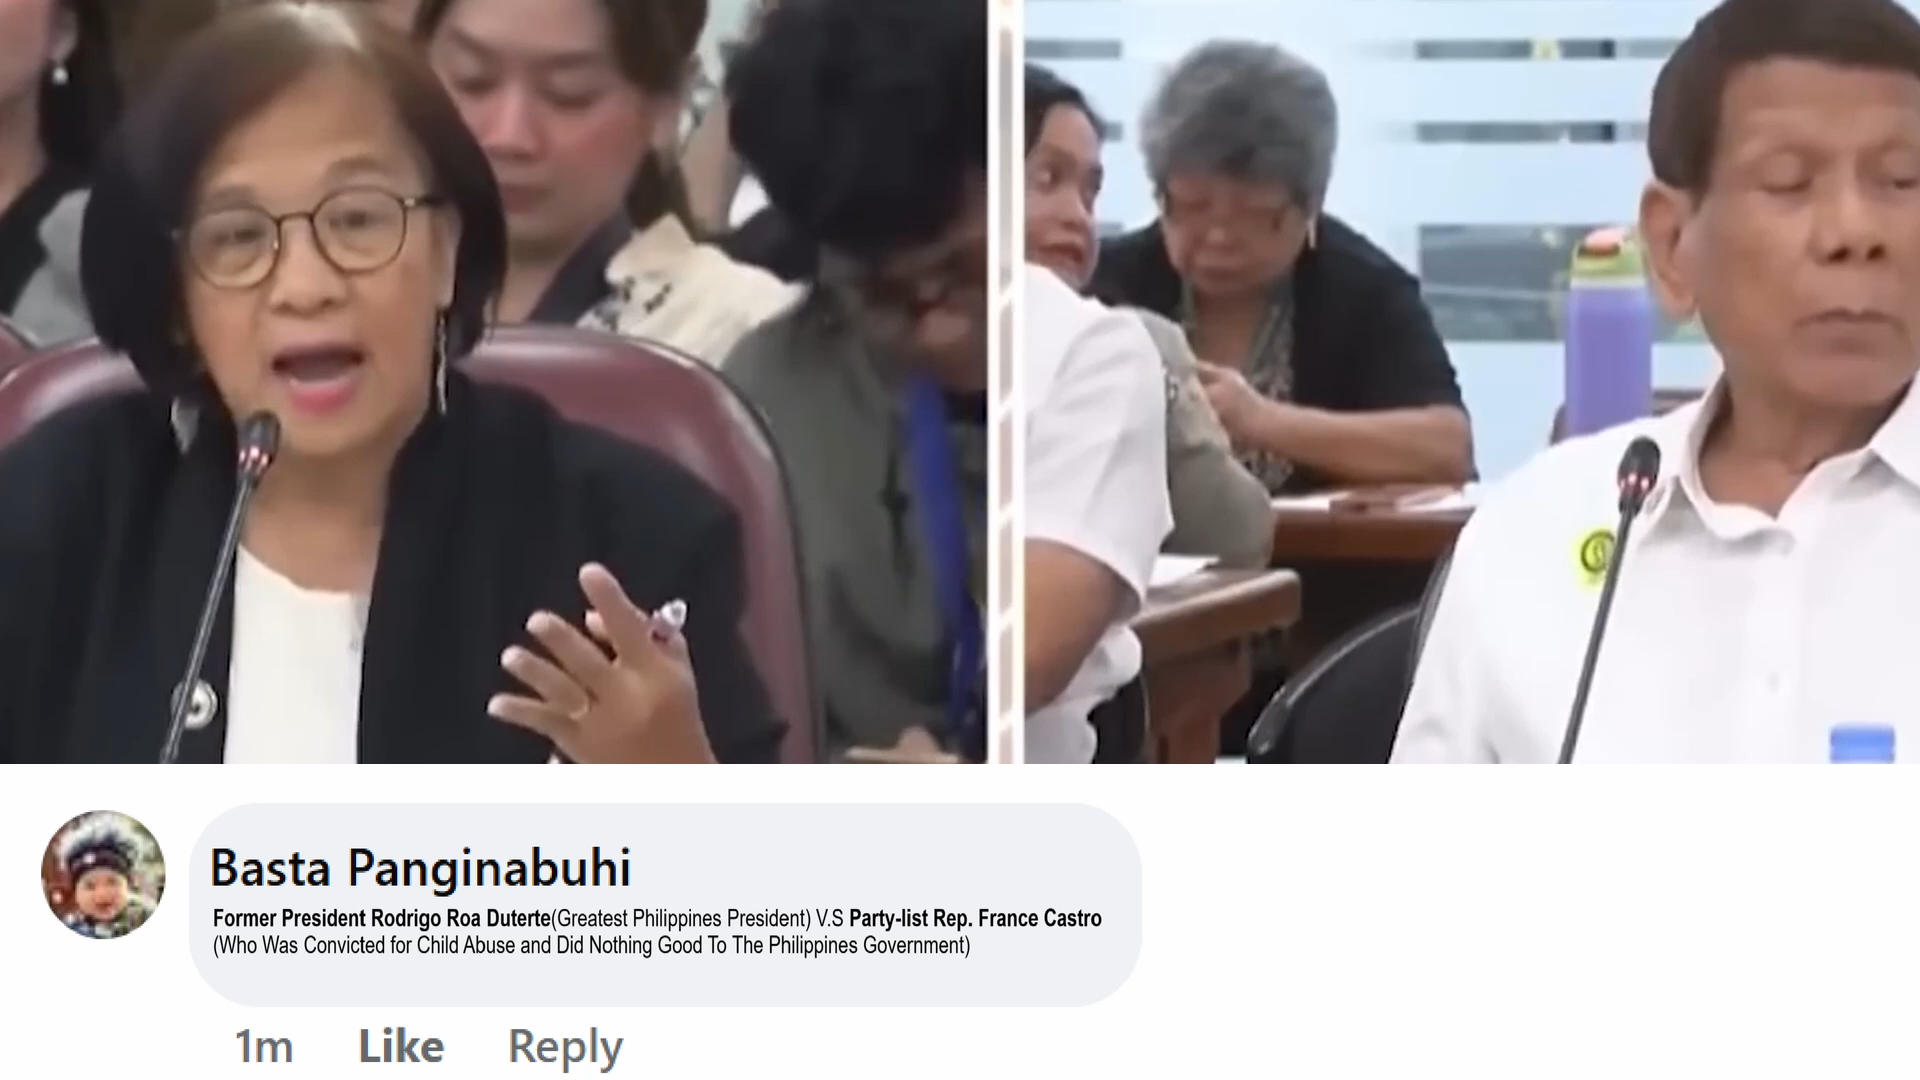 Basta Panginabuhi
Former President Rodrigo Roa Duterte(Greatest Philippines President) V.S Party-list Rep. France Castro
(Who Was Convicted for Child Abuse and Did Nothing Good To The Philippines Government)
1m Like Reply